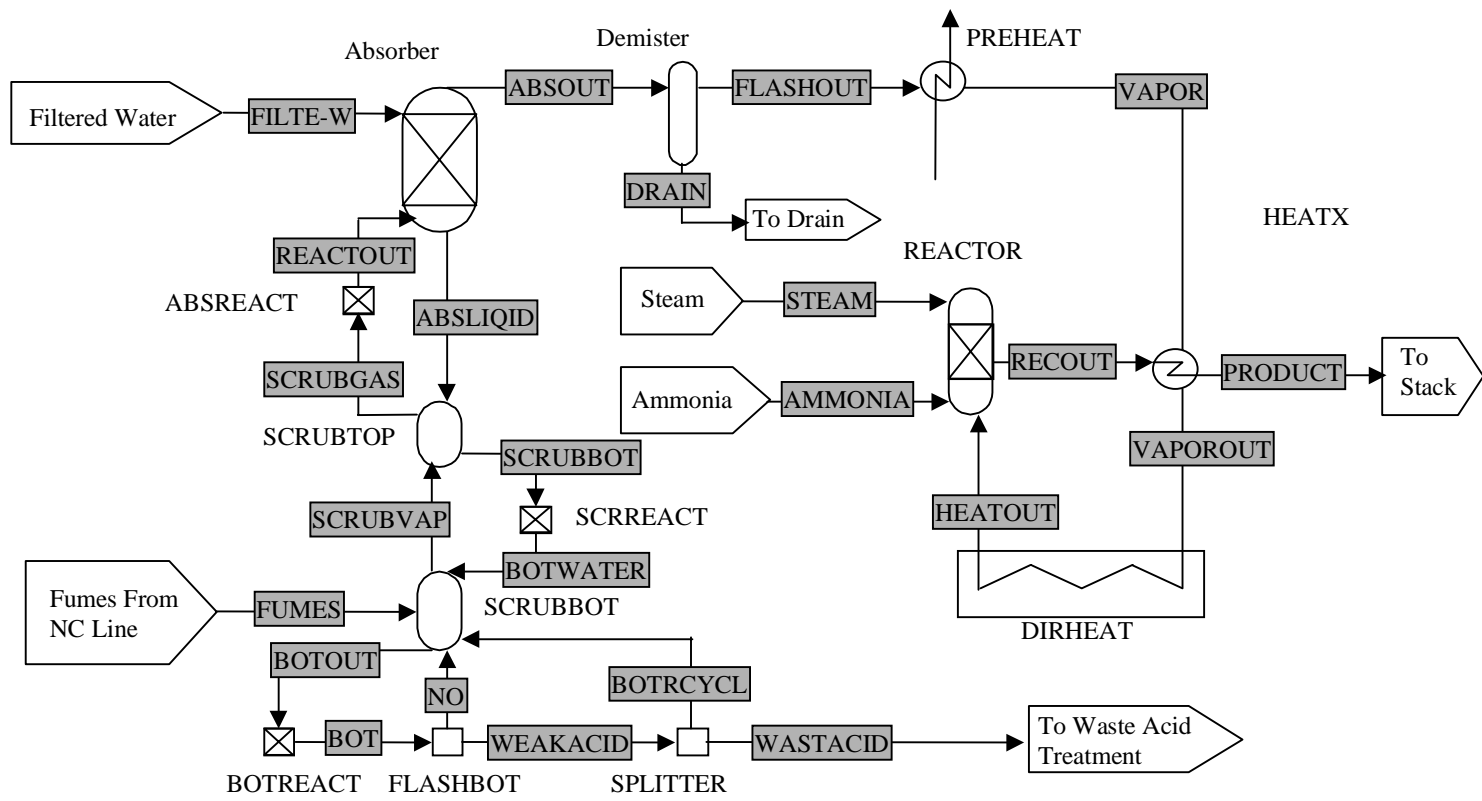 Absorber
Demister
PREHEAT
ABSOUT
FLASHOUT
VAPOR
Filtered Water
FILTE-W
DRAIN
To Drain
HEATX
REACTOR
REACTOUT
ABSREACT
ABSLIQID
Steam
STEAM
SCRUBGAS
RECOUT
PRODUCT
To
Stack
Ammonia
AMMONIA
SCRUBTOP
SCRUBBOT
VAPOROUT
SCRUBVAP
SCRREACT
HEATOUT
BOTWATER
Fumes From
NC Line
FUMES
SCRUBBOT
DIRHEAT
BOTOUT
NO
BOTRCYCL
BOT
WEAKACID
WASTACID
To Waste Acid
Treatment
BOTREACT
FLASHBOT
SPLITTER